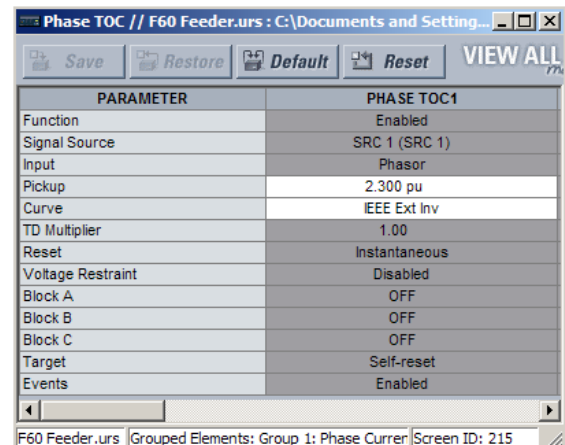 Phase TOC // F60 Feeder.urs : C:\Documents and Setting...
Save Restore Default Reset VIEW ALL
PARAMETER PHASE TOC1
Function Enabled
Signal Source SRC 1 (SRC 1)
Input Phasor
Pickup 2.300 pu
Curve IEEE Ext Inv
TD Multiplier 1.00
Reset Instantaneous
Voltage Restraint Disabled
Block A OFF
Block B OFF
Block C OFF
Target Self-reset
Events Enabled
F60 Feeder.urs Grouped Elements: Group 1: Phase Curren Screen ID: 215